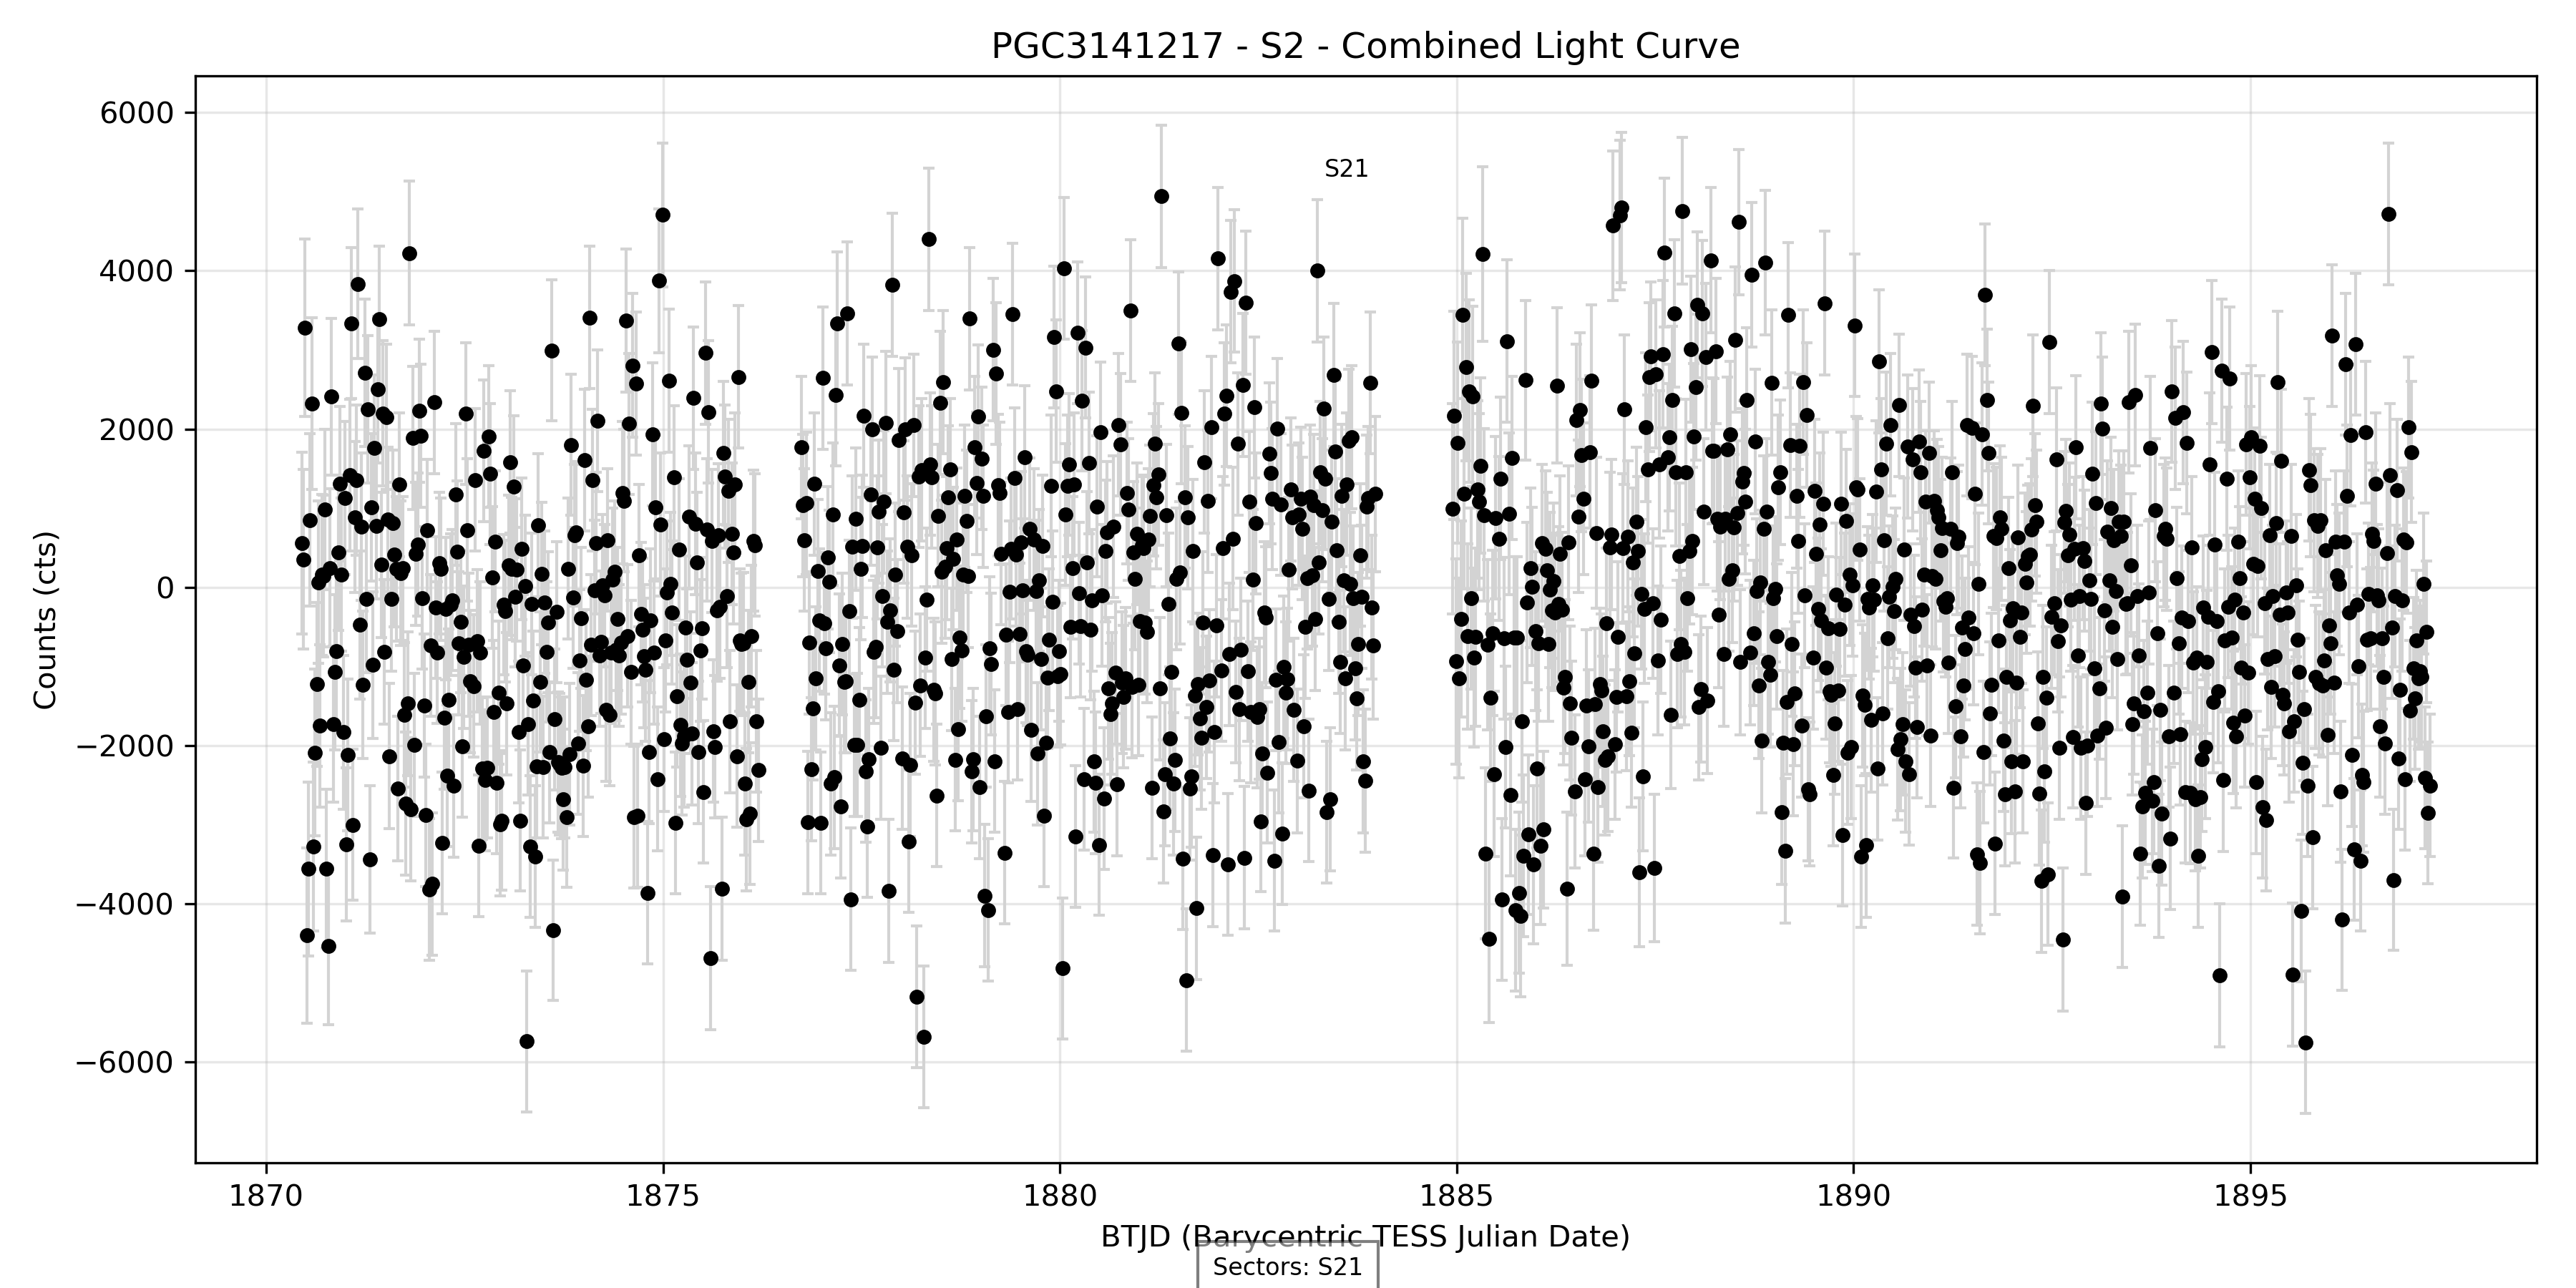 PGC3141217 - S2 - Combined Light Curve
6000
4000
2000
0
−2000
−4000
−6000
Counts (cts)
S21
1870 1875 1880 1885 1890 1895
BTJD (Barycentric TESS Julian Date)
Sectors: S21